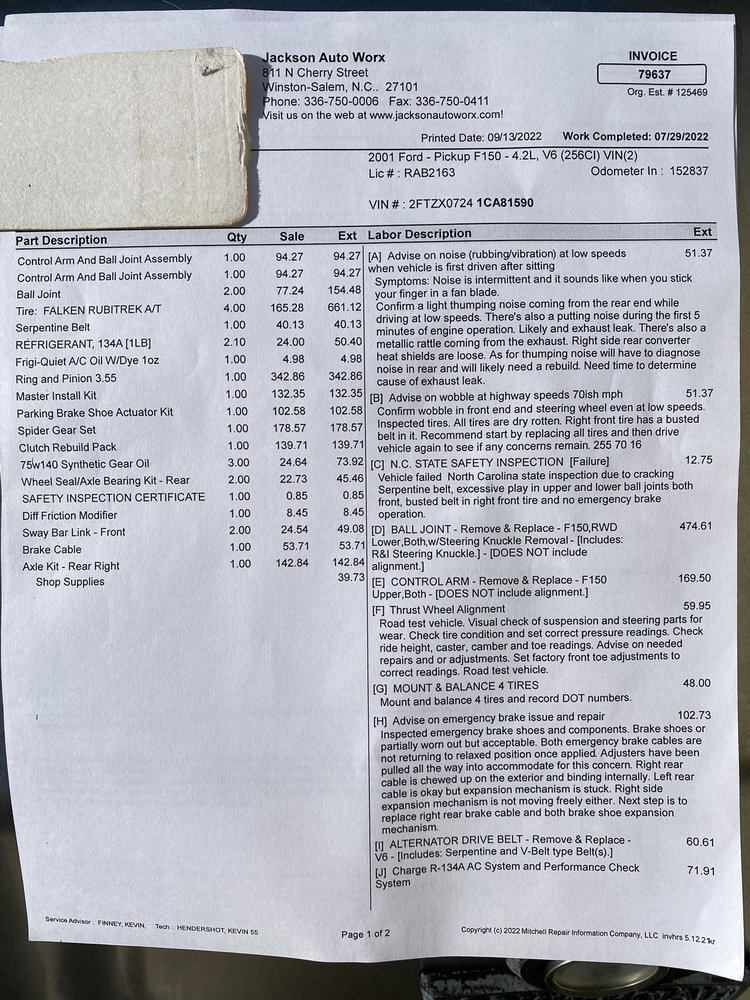 Jackson Auto Worx
811 N Cherry Street
Winston-Salem, N.C.. 27101
Phone: 336-750-0006 Fax: 336-750-0411
Visit us on the web at www.jacksonautoworx.com!
INVOICE
79637
Org. Est. # 125469
Printed Date: 09/13/2022 Work Completed: 07/29/2022
2001 Ford - Pickup F150 - 4.2L, V6 (256CI) VIN(2)
Lic # : RAB2163 Odometer In : 152837
VIN # : 2FTZX0724 1CA81590
Part Description Qty Sale Ext
Control Arm And Ball Joint Assembly 1.00 94.27 94.27
Control Arm And Ball Joint Assembly 1.00 94.27 94.27
Ball Joint 2.00 77.24 154.48
Tire: FALKEN RUBITREK A/T 4.00 165.28 661.12
Serpentine Belt 1.00 40.13 40.13
REFRIGERANT, 134A [1LB] 2.10 24.00 50.40
Frigi-Quiet A/C Oil W/Dye 1oz 1.00 4.98 4.98
Ring and Pinion 3.55 1.00 342.86 342.86
Master Install Kit 1.00 132.35 132.35
Parking Brake Shoe Actuator Kit 1.00 102.58 102.58
Spider Gear Set 1.00 178.57 178.57
Clutch Rebuild Pack 1.00 139.71 139.71
75w140 Synthetic Gear Oil 3.00 24.64 73.92
Wheel Seal/Axle Bearing Kit - Rear 2.00 22.73 45.46
SAFETY INSPECTION CERTIFICATE 1.00 0.85 0.85
Diff Friction Modifier 1.00 8.45 8.45
Sway Bar Link - Front 2.00 24.54 49.08
Brake Cable 1.00 53.71 53.71
Axle Kit - Rear Right 1.00 142.84 142.84
Shop Supplies 39.73
Labor Description Ext
[A] Advise on noise (rubbing/vibration) at low speeds 51.37
when vehicle is first driven after sitting
Symptoms: Noise is intermittent and it sounds like when you stick
your finger in a fan blade.
Confirm a light thumping noise coming from the rear end while
driving at low speeds. There's also a putting noise during the first 5
minutes of engine operation. Likely and exhaust leak. There's also a
metallic rattle coming from the exhaust. Right side rear converter
heat shields are loose. As for thumping noise will have to diagnose
noise in rear and will likely need a rebuild. Need time to determine
cause of exhaust leak.
[B] Advise on wobble at highway speeds 70ish mph 51.37
Confirm wobble in front end and steering wheel even at low speeds.
Inspected tires. All tires are dry rotten. Right front tire has a busted
belt in it. Recommend start by replacing all tires and then drive
vehicle again to see if any concerns remain. 255 70 16
[C] N.C. STATE SAFETY INSPECTION [Failure] 12.75
Vehicle failed North Carolina state inspection due to cracking
Serpentine belt, excessive play in upper and lower ball joints both
front, busted belt in right front tire and no emergency brake
operation.
[D] BALL JOINT - Remove & Replace - F150,RWD 474.61
Lower,Both,w/Steering Knuckle Removal - [Includes:
R&I Steering Knuckle.] - [DOES NOT include
alignment.]
[E] CONTROL ARM - Remove & Replace - F150 169.50
Upper,Both - [DOES NOT include alignment.]
[F] Thrust Wheel Alignment 59.95
Road test vehicle. Visual check of suspension and steering parts for
wear. Check tire condition and set correct pressure readings. Check
ride height, caster, camber and toe readings. Advise on needed
repairs and or adjustments. Set factory front toe adjustments to
correct readings. Road test vehicle.
[G] MOUNT & BALANCE 4 TIRES 48.00
Mount and balance 4 tires and record DOT numbers.
[H] Advise on emergency brake issue and repair 102.73
Inspected emergency brake shoes and components. Brake shoes or
partially worn out but acceptable. Both emergency brake cables are
not returning to relaxed position once applied. Adjusters have been
pulled all the way into accommodate for this concern. Right rear
cable is chewed up on the exterior and binding internally. Left rear
cable is okay but expansion mechanism is stuck. Right side
expansion mechanism is not moving freely either. Next step is to
replace right rear brake cable and both brake shoe expansion
mechanism.
[I] ALTERNATOR DRIVE BELT - Remove & Replace - 60.61
V6 - [Includes: Serpentine and V-Belt type Belt(s).]
[J] Charge R-134A AC System and Performance Check 71.91
System
Service Advisor : FINNEY, KEVIN, Tech : HENDERSHOT, KEVIN 55
Page 1 of 2
Copyright (c) 2022 Mitchell Repair Information Company, LLC invhrs 5.12.21kr